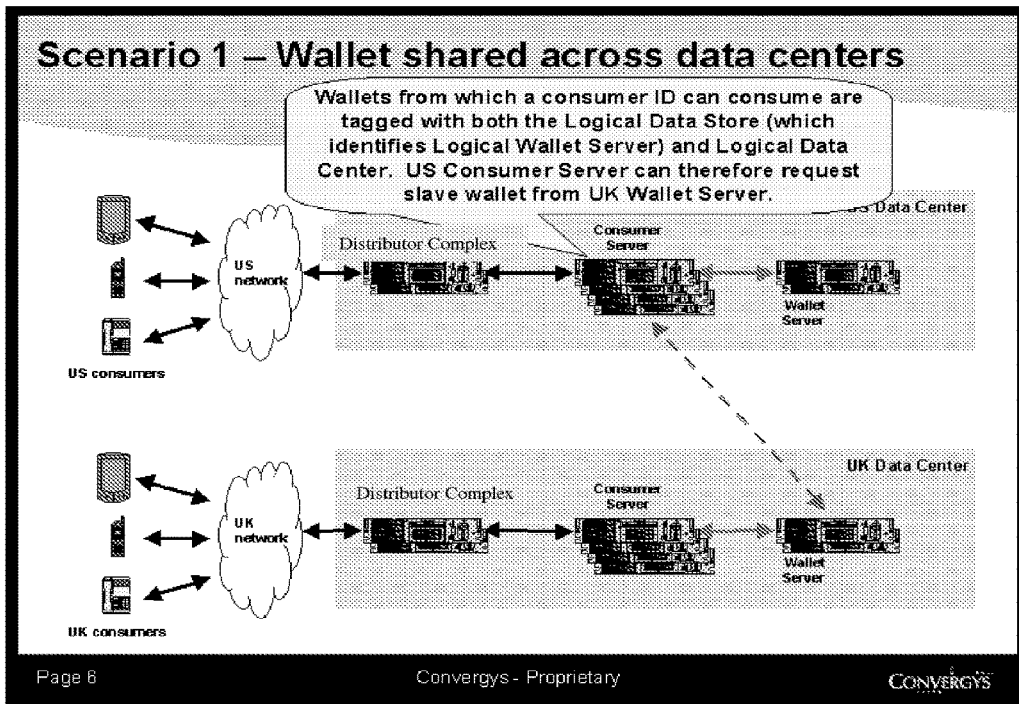 Scenario 1 – Wallet shared across data centers
Wallets from which a consumer ID can consume are
tagged with both the Logical Data Store (which
identifies Logical Wallet Server) and Logical Data
Center. US Consumer Server can therefore request
slave wallet from UK Wallet Server.
US Data Center
Distributor Complex
Consumer
Server
US
network
Wallet
Server
US consumers
UK Data Center
Distributor Complex
Consumer
Server
UK
network
Wallet
Server
UK consumers
Page 6
Convergys - Proprietary
CONVERGYS